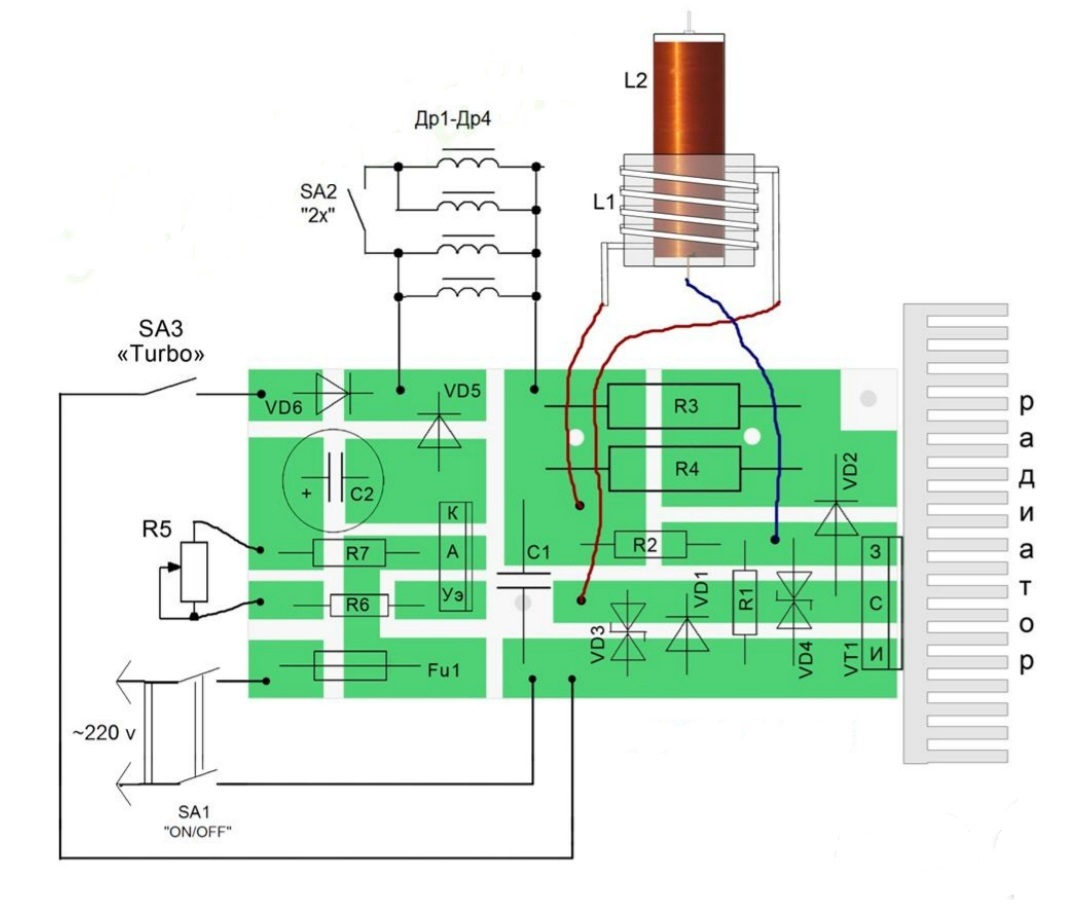 L2
Др1-Др4
SA2
"2x"
L1
SA3
«Turbo»
VD6
VD5
R3
R4
VD2
+
C2
К
А
Уэ
R5
R7
R6
C1
R2
VD1
R1
VD3
VD4
VT1
З
С
И
Fu1
~220 v
SA1
"ON/OFF"
радиатор